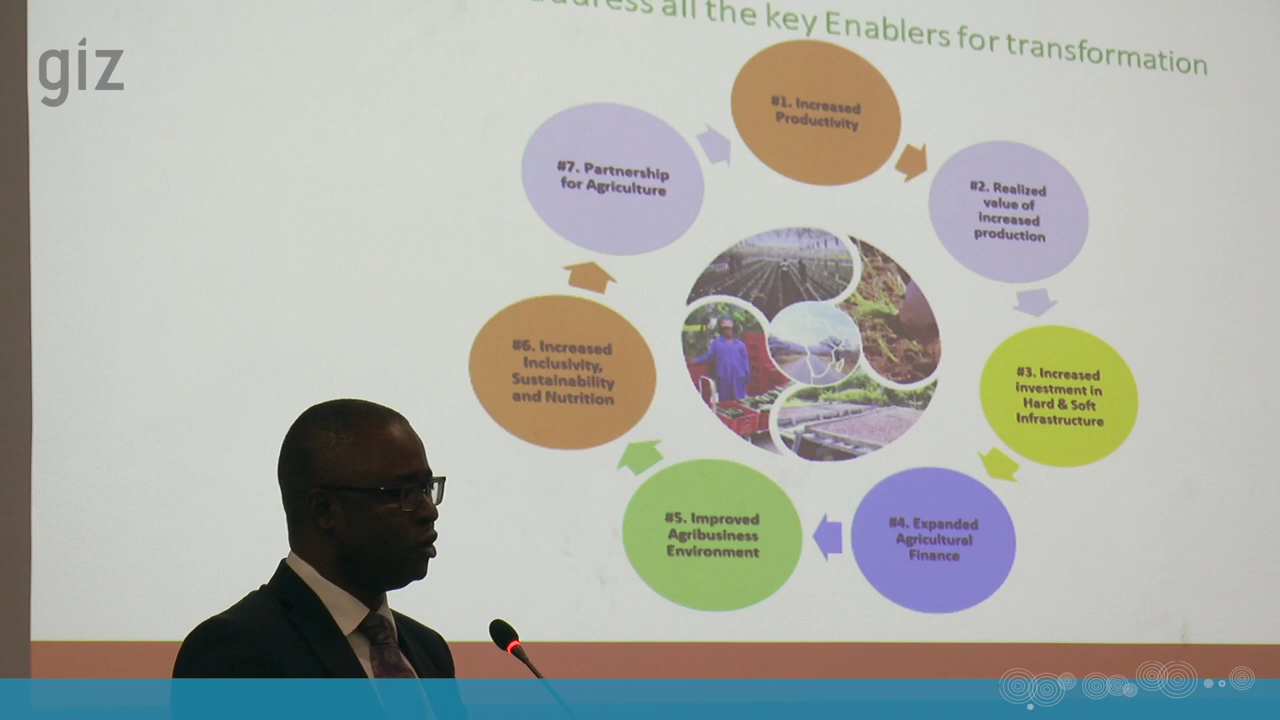 giz
address all the key Enablers for transformation
#1. Increased
Productivity
#2. Realized
value of
increased
production
#3. Increased
investment in
Hard & Soft
Infrastructure
#4. Expanded
Agricultural
Finance
#5. Improved
Agribusiness
Environment
#6. Increased
Inclusivity,
Sustainability
and Nutrition
#7. Partnership
for Agriculture